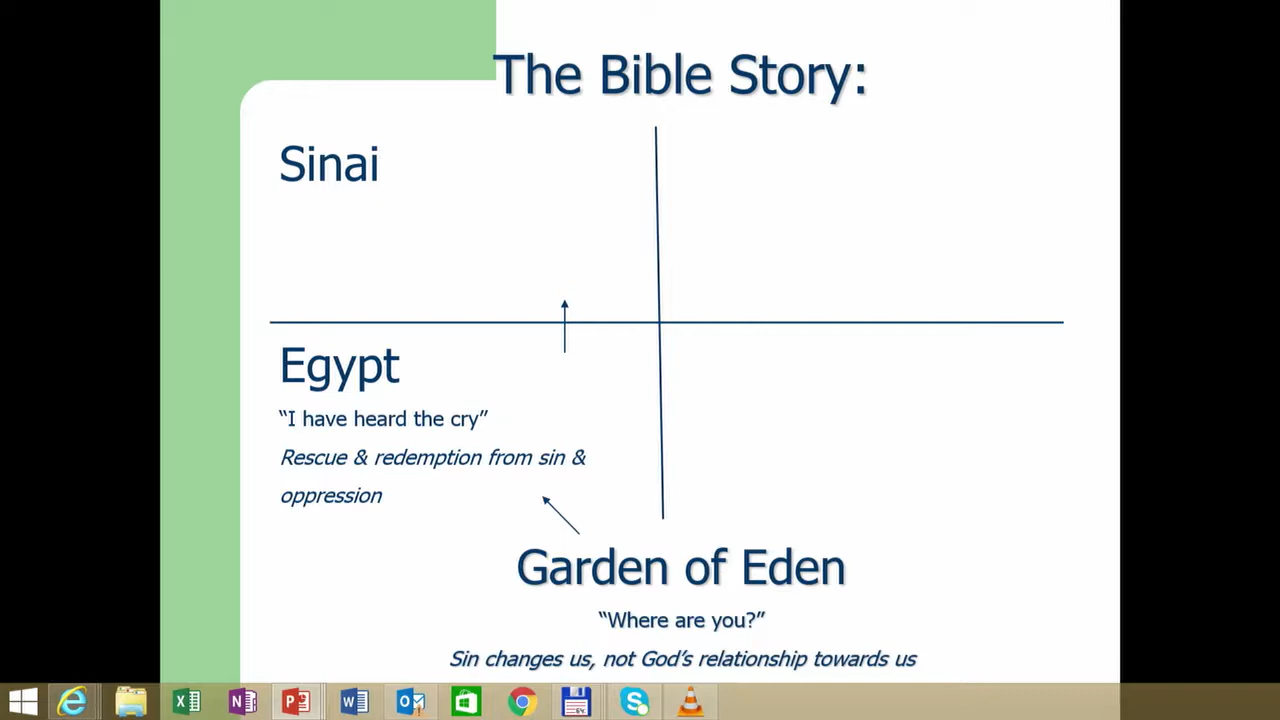 The Bible Story:
Sinai
Egypt
“I have heard the cry”
Rescue & redemption from sin &
oppression
Garden of Eden
“Where are you?”
Sin changes us, not God’s relationship towards us